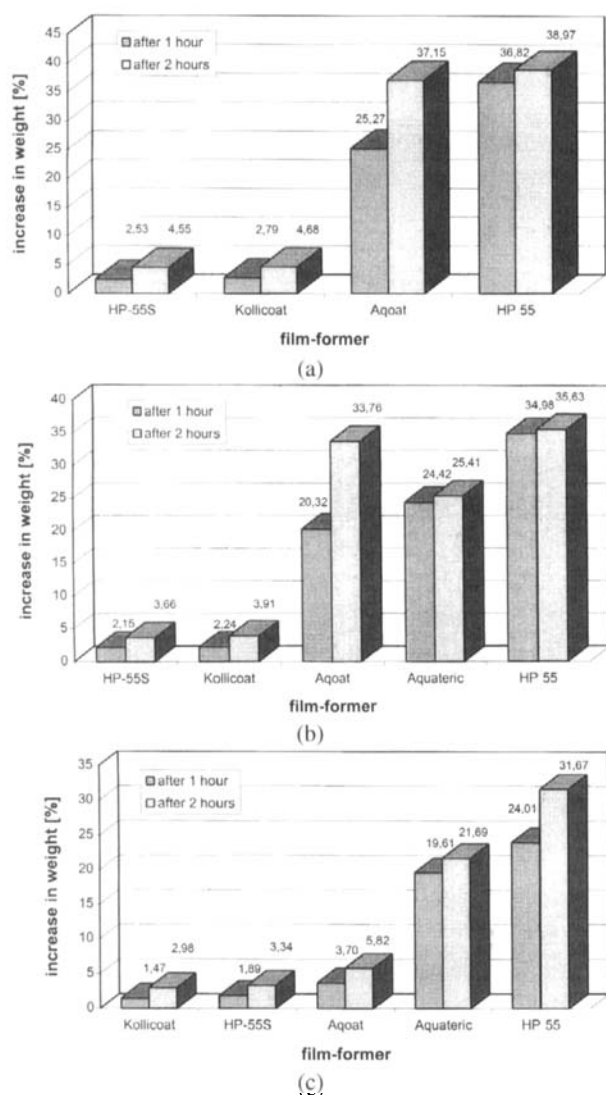 45
40
35
30
25
20
15
10
5
0
increase in weight [%]
after 1 hour
after 2 hours
2,53 4,55
2,79 4,68
25,27
37,15
36,82
38,97
HP-55S Kollicoat Aqoat HP 55
film-former
(a)
40
35
30
25
20
15
10
5
0
increase in weight [%]
after 1 hour
after 2 hours
2,15 3,66
2,24 3,91
20,32
33,76
24,42 25,41
34,98 35,63
HP-55S Kollicoat Aqoat Aquateric HP 55
film-former
(b)
35
30
25
20
15
10
5
0
increase in weight [%]
after 1 hour
after 2 hours
1,47 2,98
1,89 3,34
3,70 5,82
19,61 21,69
24,01
31,67
Kollicoat HP-55S Aqoat Aquateric HP 55
film-former
(c)